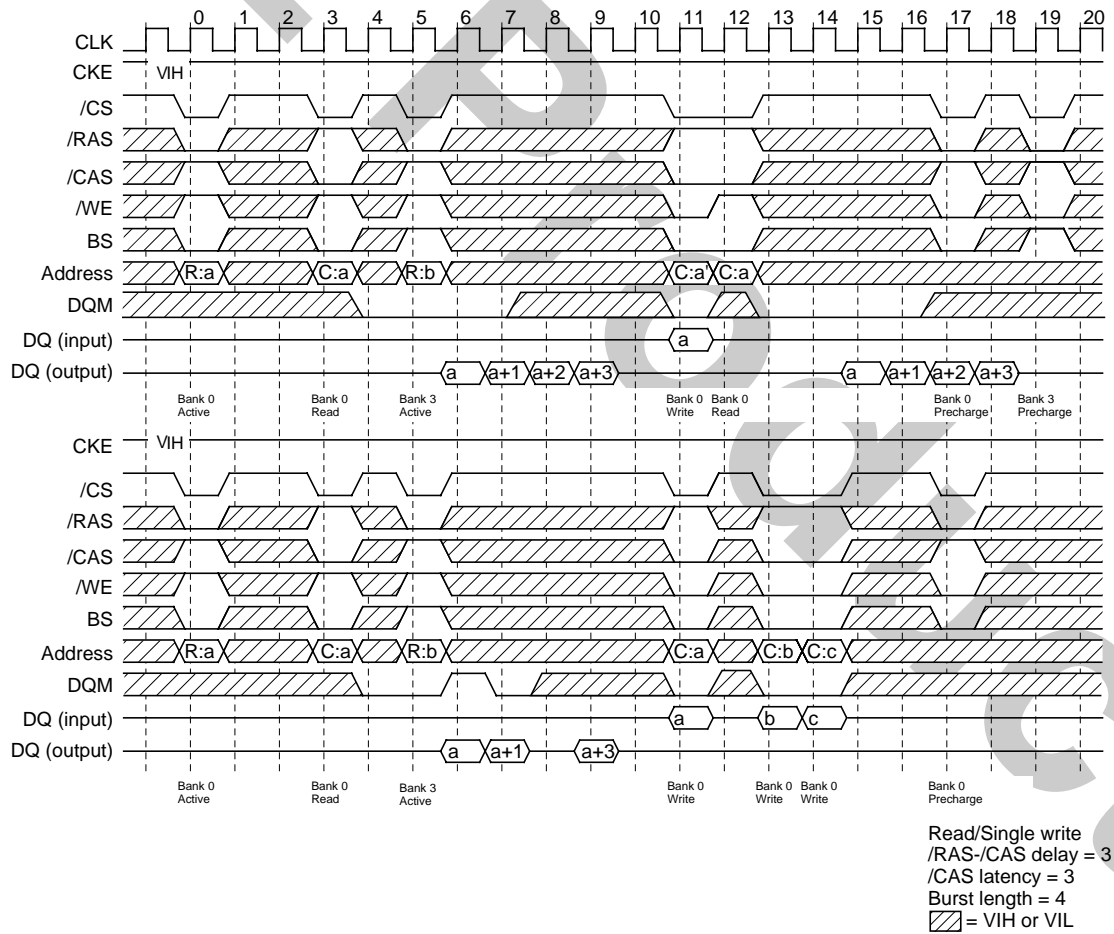 0 1 2 3 4 5 6 7 8 9 10 11 12 13 14 15 16 17 18 19 20
CLK
CKE VIH
/CS
/RAS
/CAS
/WE
BS
Address R:a C:a R:b C:a' C:a
DQM
DQ (input) a
DQ (output) a a+1 a+2 a+3 a a+1 a+2 a+3
Bank 0 Bank 0 Bank 3 Bank 0 Bank 0 Bank 0 Bank 3
Active Read Active Write Read Precharge Precharge
CKE VIH
/CS
/RAS
/CAS
/WE
BS
Address R:a C:a R:b C:a C:b C:c
DQM
DQ (input) a b c
DQ (output) a a+1 a+3
Bank 0 Bank 0 Bank 3 Bank 0 Bank 0 Bank 0 Bank 0
Active Read Active Write Write Write Precharge
Read/Single write
/RAS-/CAS delay = 3
/CAS latency = 3
Burst length = 4
= VIH or VIL